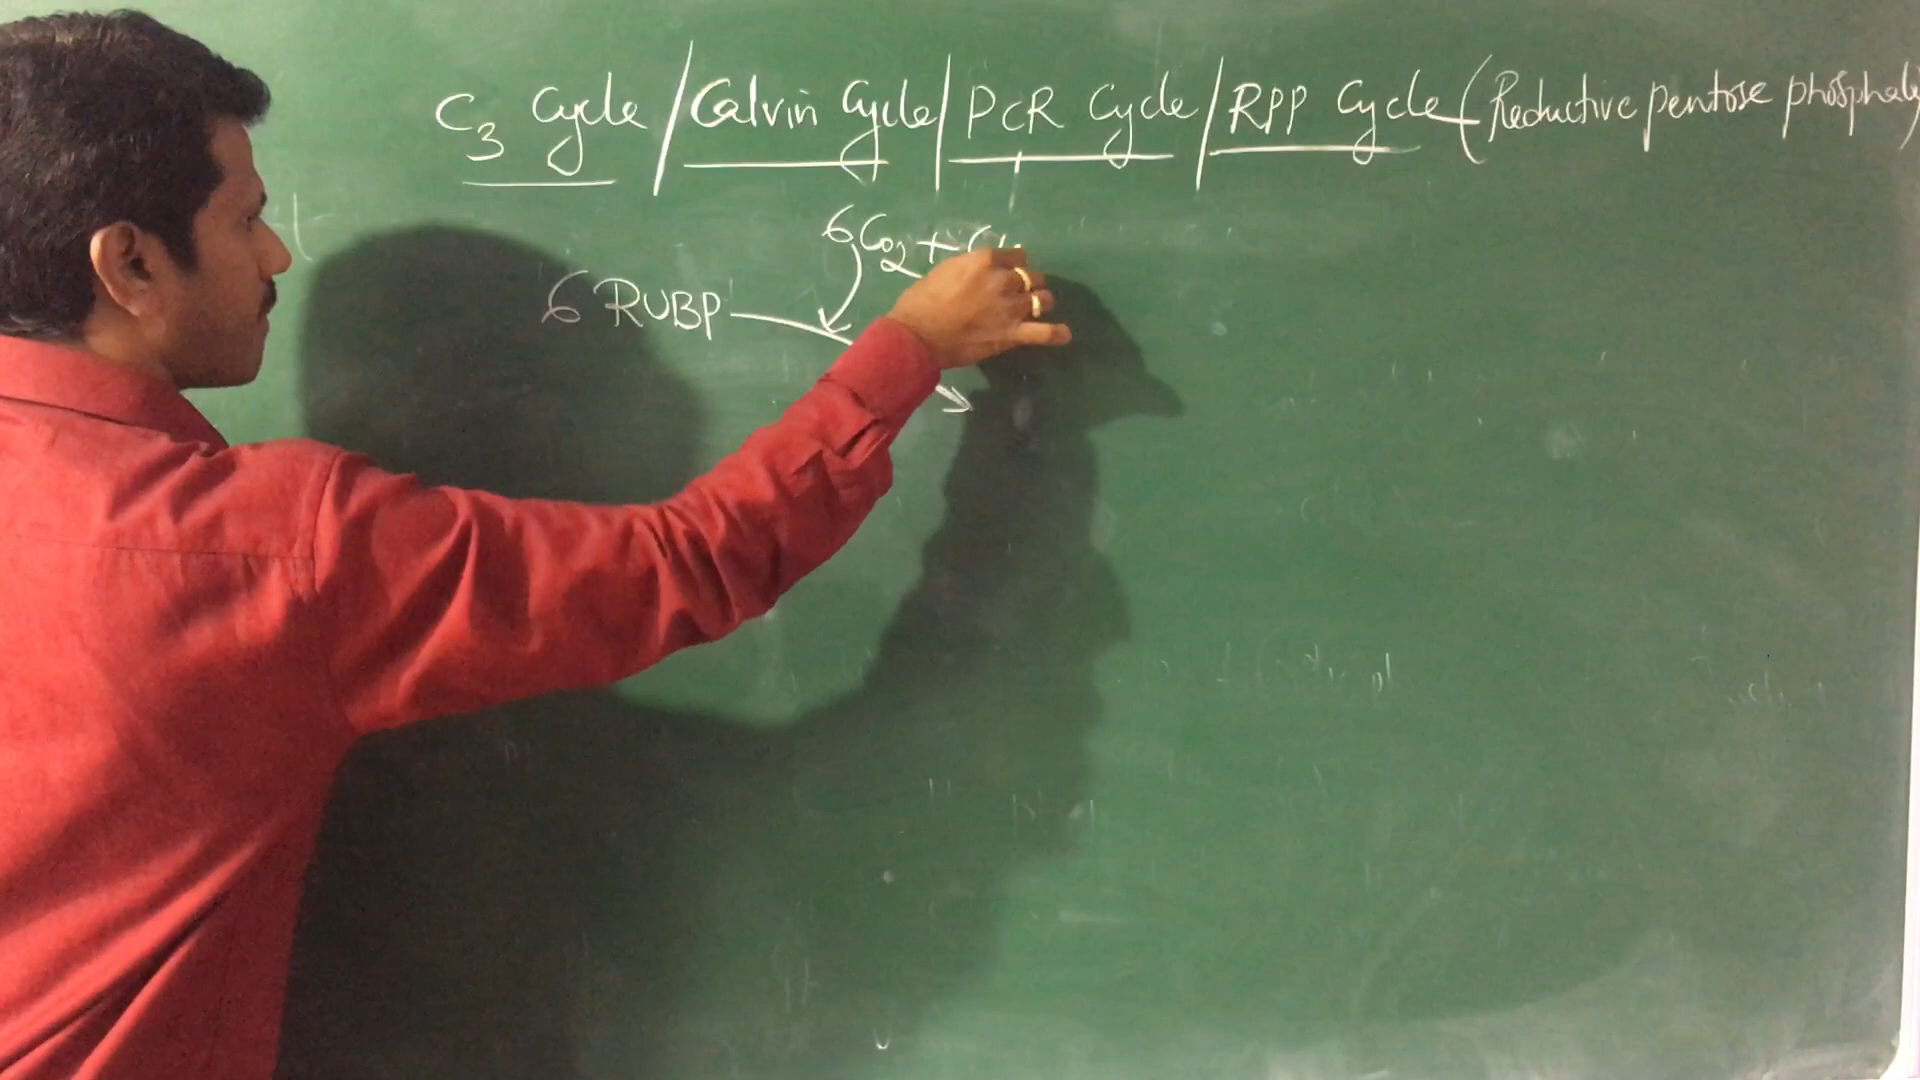 C3 Cycle / Calvin Cycle / PCR Cycle / RPP Cycle (Reductive pentose phosphate)
6CO2 +
6 RUBP